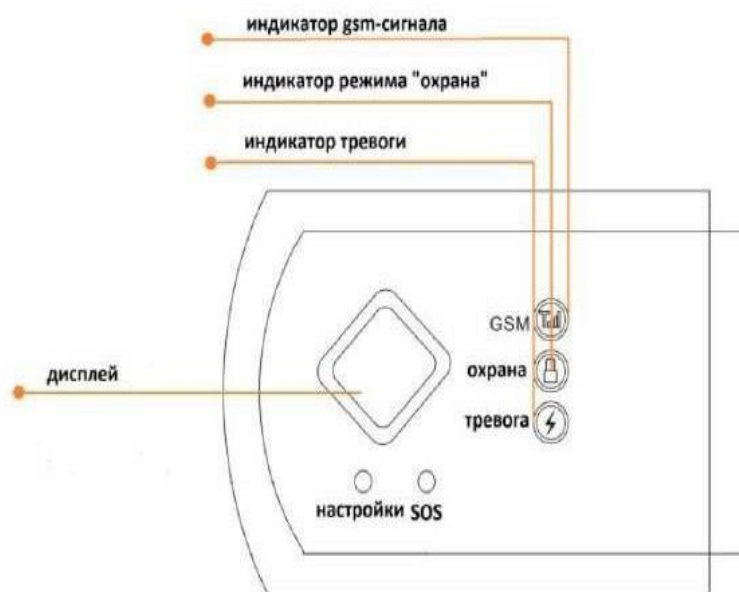 индикатор gsm-сигнала
индикатор режима "охрана"
индикатор тревоги
GSM
дисплей
охрана
тревога
настройки SOS